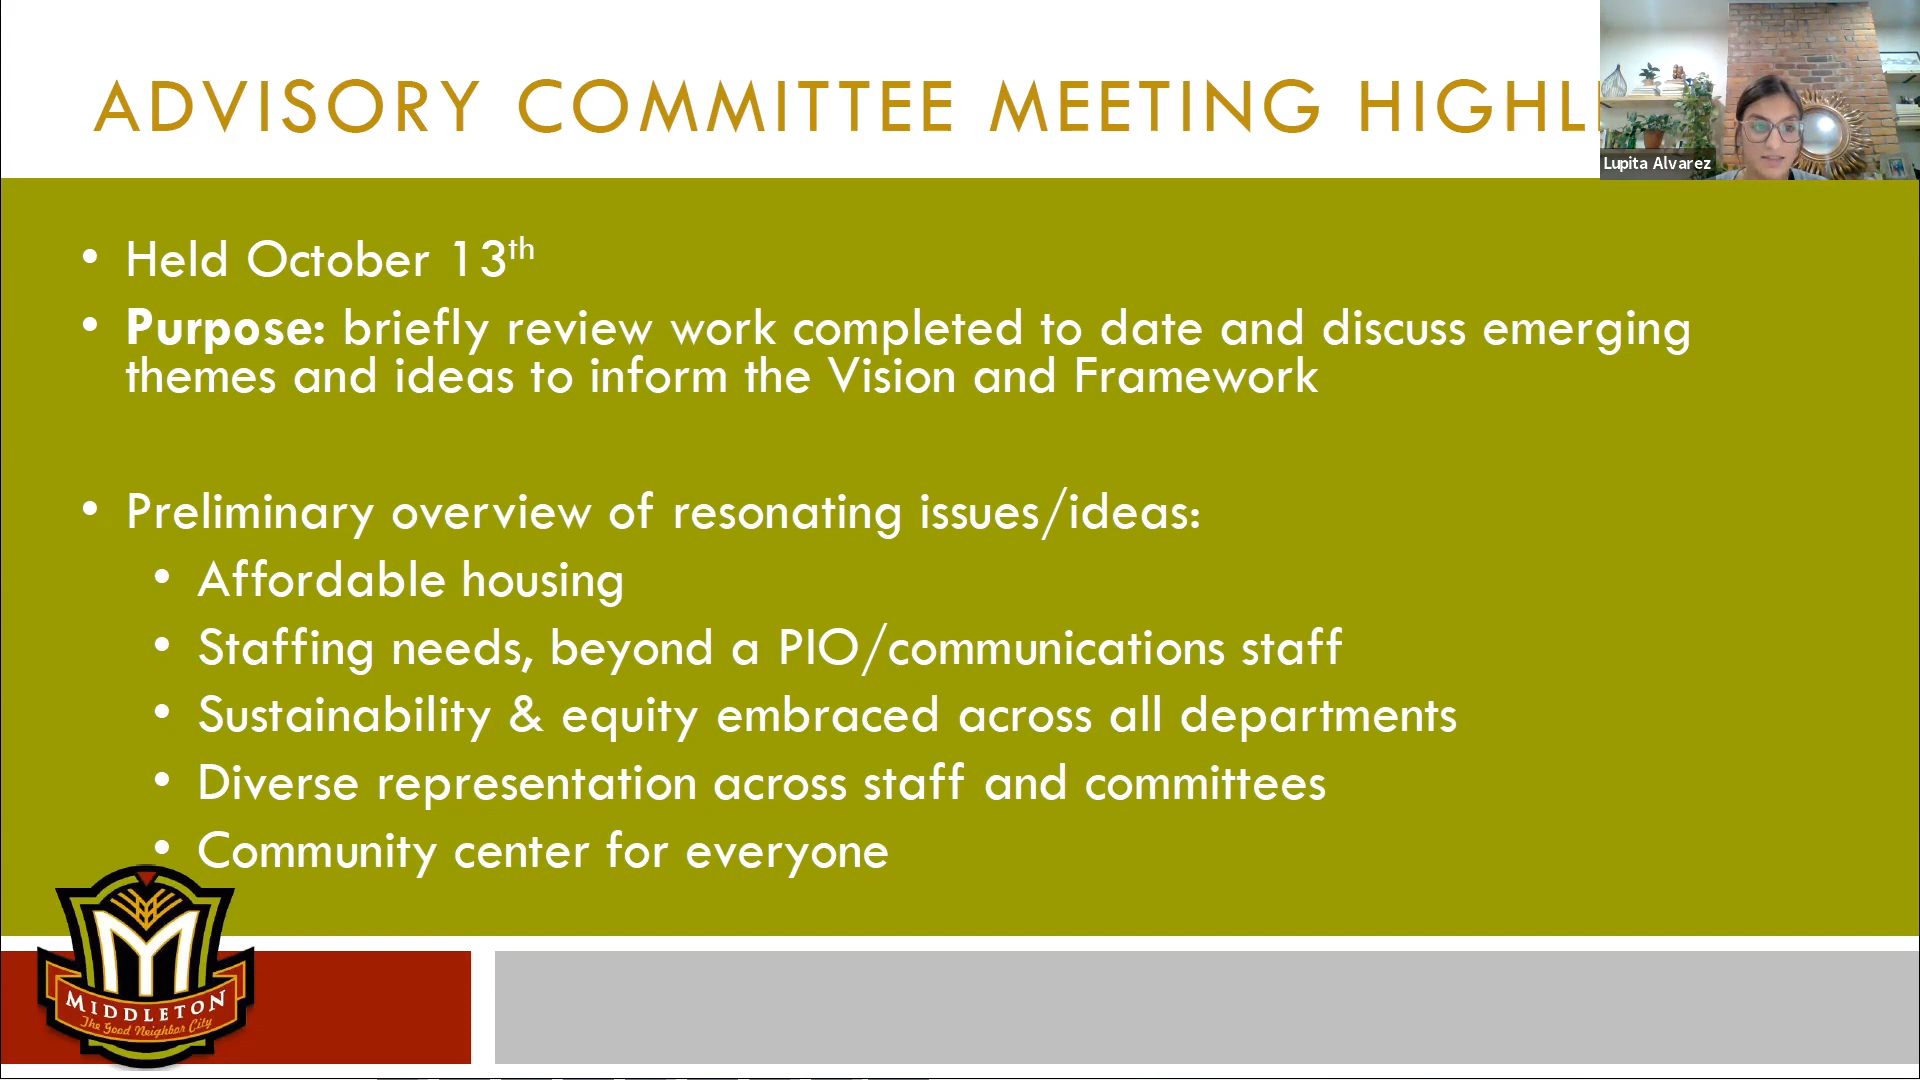 ADVISORY COMMITTEE MEETING HIGHL
Lupita Alvarez
• Held October 13th
• Purpose: briefly review work completed to date and discuss emerging
themes and ideas to inform the Vision and Framework
• Preliminary overview of resonating issues/ideas:
• Affordable housing
• Staffing needs, beyond a PIO/communications staff
• Sustainability & equity embraced across all departments
• Diverse representation across staff and committees
• Community center for everyone
M
MIDDLETON
The Good Neighbor City